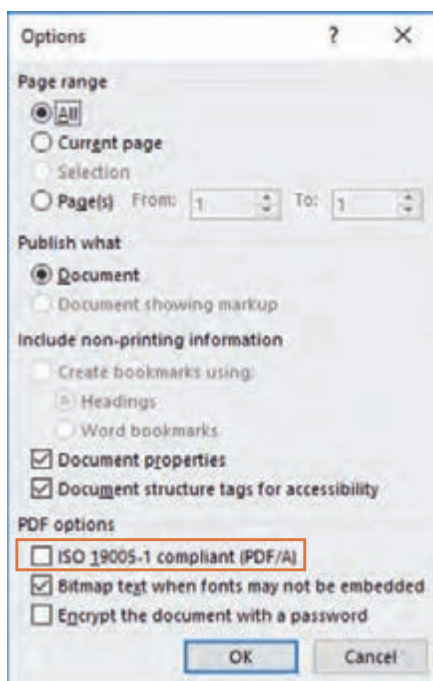 Options ? ×
Page range
All
Current page
Selection
Page(s) From: 1 To: 1
Publish what
Document
Document showing markup
Include non-printing information
Create bookmarks using:
Headings
Word bookmarks
Document properties
Document structure tags for accessibility
PDF options
ISO 19005-1 compliant (PDF/A)
Bitmap text when fonts may not be embedded
Encrypt the document with a password
OK Cancel